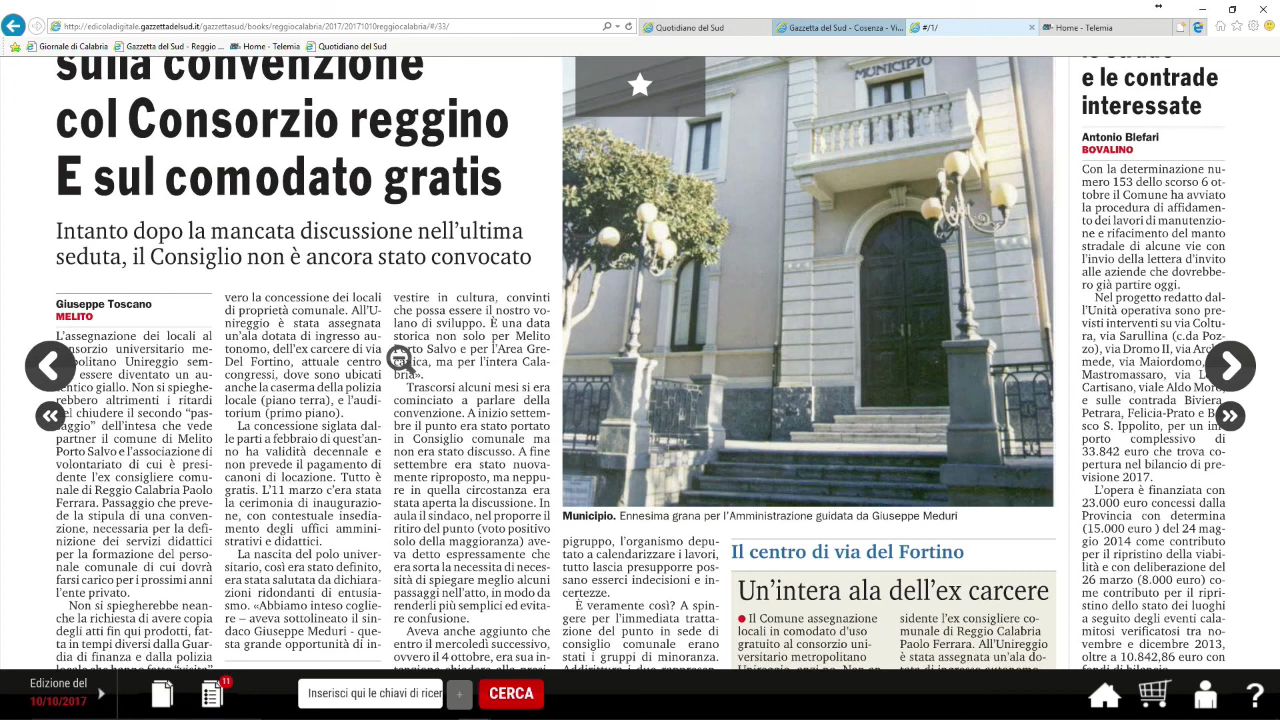 http://edicoladigitale.gazzettadelsud.it/gazzettasud/books/reggiocalabria/2017/20171010reggiocalabria/#/33/
Quotidiano del Sud
Gazzetta del Sud - Cosenza - Vi...
#/1/
Home - Telemia
Giornale di Calabria
Gazzetta del Sud - Reggio ...
Home - Telemia
Quotidiano del Sud
sulla convenzione
col Consorzio reggino
E sul comodato gratis
Intanto dopo la mancata discussione nell'ultima
seduta, il Consiglio non è ancora stato convocato
Giuseppe Toscano
MELITO
L'assegnazione dei locali al
consorzio universitario me-
politano Unireggio sem-
essere diventato un au-
tentico giallo. Non si spieghe-
rebbero altrimenti i ritardi
nel chiudere il secondo "pas-
saggio" dell'intesa che vede
partner il comune di Melito
Porto Salvo e l'associazione di
volontariato di cui è presi-
dente l'ex consigliere comu-
nale di Reggio Calabria Paolo
Ferrara. Passaggio che preve-
de la stipula di una conven-
zione, necessaria per la defi-
nizione dei servizi didattici
per la formazione del perso-
nale comunale di cui dovrà
farsi carico per i prossimi anni
l'ente privato.
Non si spiegherebbe nean-
che la richiesta di avere copia
degli atti fin qui prodotti, fat-
ta in tempi diversi dalla Guar-
dia di finanza e dalla polizia
locale che hanno fatto "visita"
vero la concessione dei locali
di proprietà comunale. All'U-
nireggio è stata assegnata
un'ala dotata di ingresso au-
tonomo, dell'ex carcere di via
Del Fortino, attuale centro
congressi, dove sono ubicati
anche la caserma della polizia
locale (piano terra), e l'audi-
torium (primo piano).
La concessione siglata dal-
le parti a febbraio di quest'an-
no ha validità decennale e
non prevede il pagamento di
canoni di locazione. Tutto è
gratis. L'11 marzo c'era stata
la cerimonia di inaugurazio-
ne, con contestuale insedia-
mento degli uffici ammini-
strativi e didattici.
La nascita del polo univer-
sitario, così era stato definito,
era stata salutata da dichiara-
zioni ridondanti di entusia-
smo. «Abbiamo inteso coglie-
re – aveva sottolineato il sin-
daco Giuseppe Meduri - que-
sta grande opportunità di in-
vestire in cultura, convinti
che possa essere il nostro vo-
lano di sviluppo. È una data
storica non solo per Melito
Porto Salvo e per l'Area Gre-
canica, ma per l'intera Cala-
bria».
Trascorsi alcuni mesi si era
cominciato a parlare della
convenzione. A inizio settem-
bre il punto era stato portato
in Consiglio comunale ma
non era stato discusso. A fine
settembre era stato nuova-
mente riproposto, ma neppu-
re in quella circostanza era
stata aperta la discussione. In
aula il sindaco, nel proporre il
ritiro del punto (voto positivo
solo della maggioranza) ave-
va detto espressamente che
era sorta la necessita di neces-
sità di spiegare meglio alcuni
passaggi nell'atto, in modo da
renderli più semplici ed evita-
re confusione.
Aveva anche aggiunto che
entro il mercoledì successivo,
ovvero il 4 ottobre, era sua in-
MUNICIPIO
Municipio. Ennesima grana per l'Amministrazione guidata da Giuseppe Meduri
pigruppo, l'organismo deputa-
tato a calendarizzare i lavori,
tutto lascia presupporre pos-
sano esserci indecisioni e in-
certezze.
È veramente così? A spin-
gere per l'immediata tratta-
zione del punto in sede di
consiglio comunale erano
stati i gruppi di minoranza.
Il centro di via del Fortino
Un'intera ala dell'ex carcere
● Il Comune assegnazione
locali in comodato d'uso
gratuito al consorzio uni-
versitario metropolitano
sidente l'ex consigliere co-
munale di Reggio Calabria
Paolo Ferrara. All'Unireggio
è stata assegnata un'ala do-
e le contrade
interessate
Antonio Blefari
BOVALINO
Con la determinazione nu-
mero 153 dello scorso 6 ot-
tobre il Comune ha avviato
la procedura di affidamen-
to dei lavori di manutenzio-
ne e rifacimento del manto
stradale di alcune vie con
l'invio della lettera d'invito
alle aziende che dovrebbe-
ro già partire oggi.
Nel progetto redatto dal-
l'Unità operativa sono pre-
visti interventi su via Coltu-
ra, via Sarullina (c.da Poz-
zo), via Dromo II, via Archi-
mede, via Maiordomo,
Mastromassaro, via
Cartisano, viale Aldo Moro,
e sulle contrada Biviera,
Petrara, Felicia-Prato e Bo-
sco S. Ippolito, per un im-
porto complessivo di
33.842 euro che trova co-
pertura nel bilancio di pre-
visione 2017.
L'opera è finanziata con
23.000 euro concessi dalla
Provincia con determina
(15.000 euro ) del 24 mag-
gio 2014 come contributo
per il ripristino della viabi-
lità e con deliberazione del
26 marzo (8.000 euro) co-
me contributo per il ripri-
stino dello stato dei luoghi
a seguito degli eventi cala-
mitosi verificatisi tra no-
vembre e dicembre 2013,
oltre a 10.842,86 euro con
fondi di bilancio.
Edizione del
10/10/2017
11
Inserisci qui le chiavi di ricer
+
CERCA